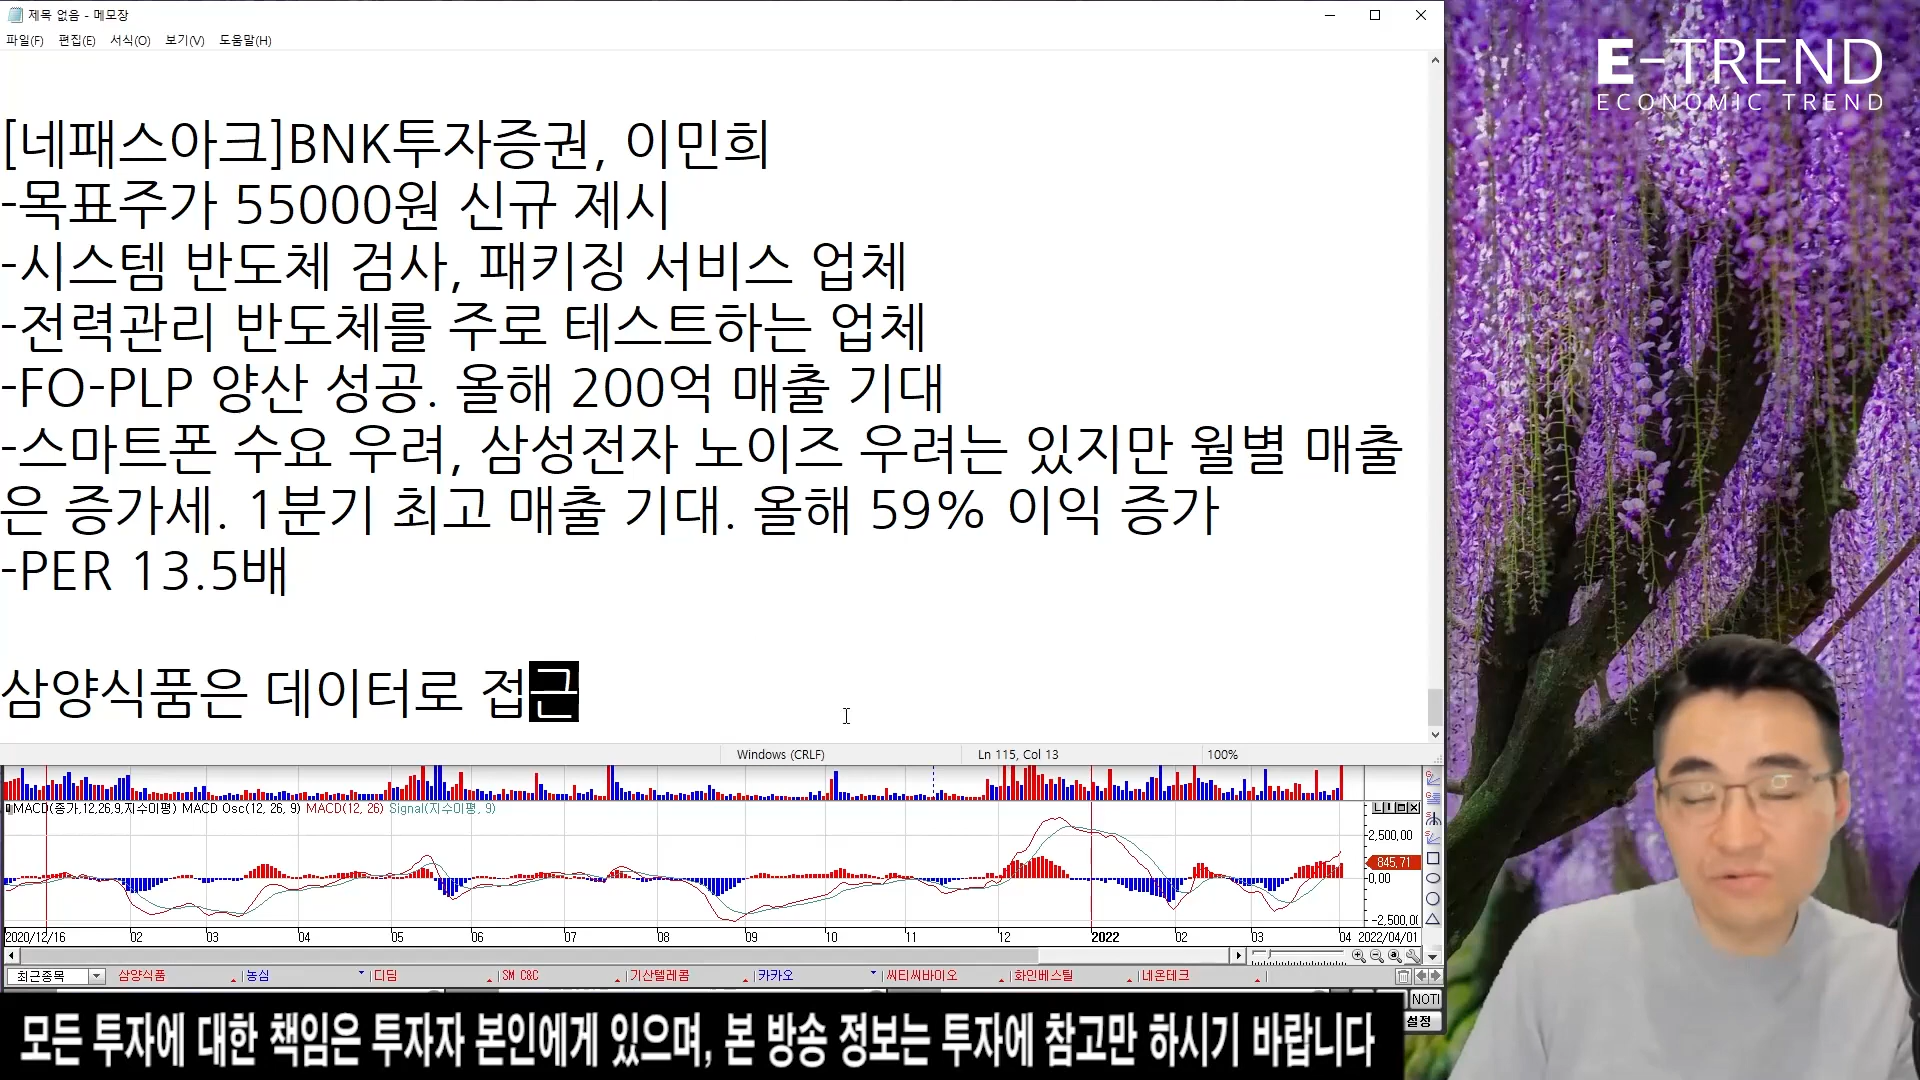 제목 없음 - 메모장
파일(F) 편집(E) 서식(O) 보기(V) 도움말(H)
E-TREND
ECONOMIC TREND
[네패스아크]BNK투자증권, 이민희
-목표주가 55000원 신규 제시
-시스템 반도체 검사, 패키징 서비스 업체
-전력관리 반도체를 주로 테스트하는 업체
-FO-PLP 양산 성공. 올해 200억 매출 기대
-스마트폰 수요 우려, 삼성전자 노이즈 우려는 있지만 월별 매출
은 증가세. 1분기 최고 매출 기대. 올해 59% 이익 증가
-PER 13.5배
삼양식품은 데이터로 접근
Windows (CRLF) Ln 115, Col 13 100%
MACD(종가,12,26,9,지수이평) MACD Osc(12, 26, 9) MACD(12, 26) Signal(지수이평, 9)
2,500,00
845,71
0,00
-2,500,00
2020/12/16 02 03 04 05 06 07 08 09 10 11 12 2022 02 03 04 2022/04/01
최근종목 삼양식품 농심 디딤 SM C&C 기산텔레콤 카카오 씨티씨바이오 화인베스틸 네온테크
NOTI
설정
모든 투자에 대한 책임은 투자자 본인에게 있으며, 본 방송 정보는 투자에 참고만 하시기 바랍니다